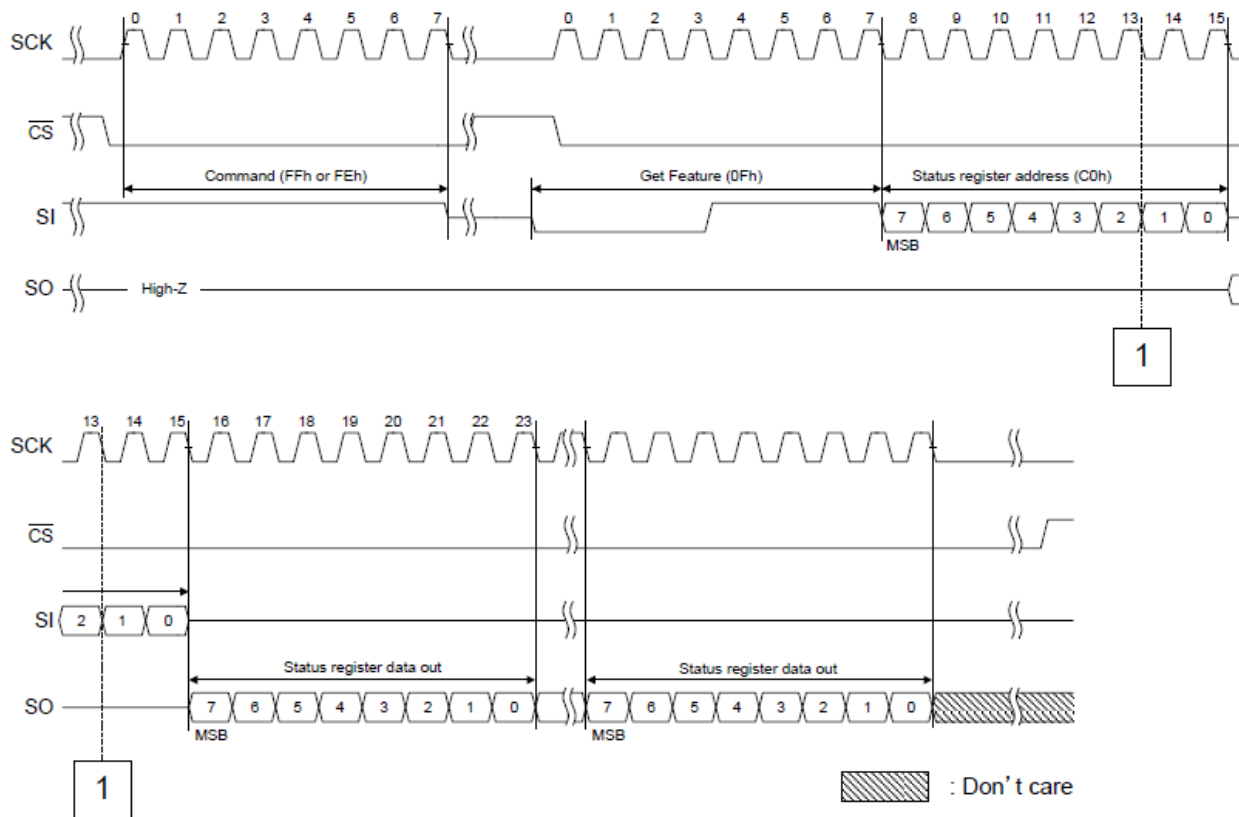 0 1 2 3 4 5 6 7 0 1 2 3 4 5 6 7 8 9 10 11 12 13 14 15
SCK
CS
Command (FFh or FEh) Get Feature (0Fh) Status register address (C0h)
SI 7 6 5 4 3 2 1 0
MSB
SO High-Z
1
13 14 15 16 17 18 19 20 21 22 23
SCK
CS
SI 2 1 0
Status register data out Status register data out
SO 7 6 5 4 3 2 1 0 7 6 5 4 3 2 1 0
MSB MSB
1
: Don't care